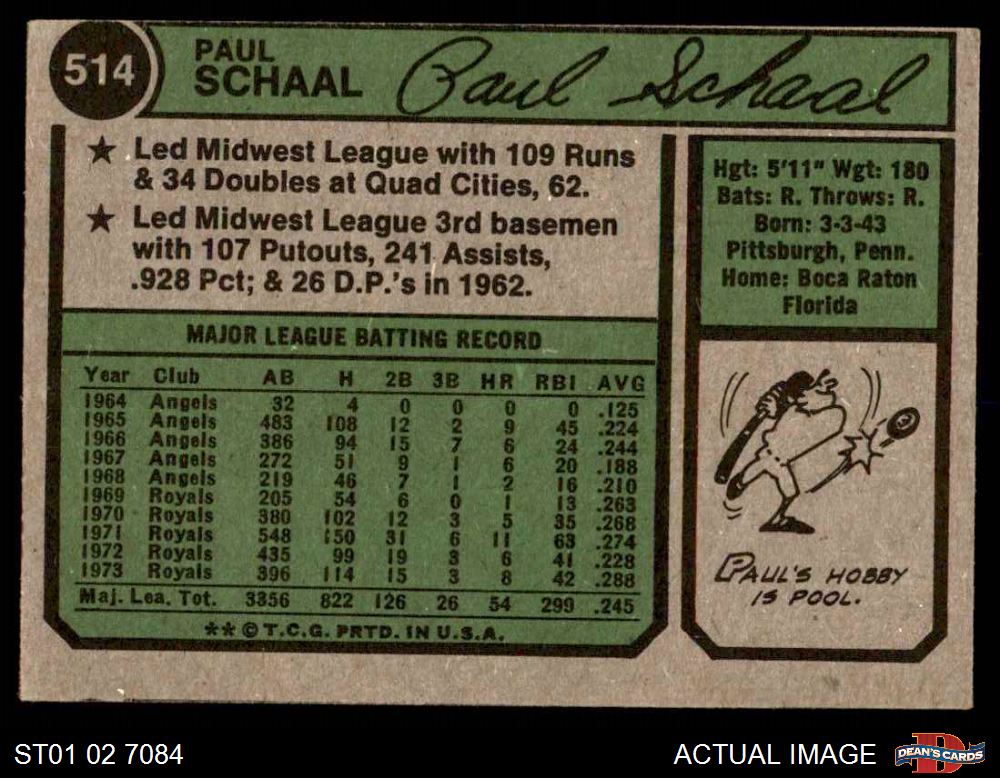 514
PAUL
SCHAAL
Paul Schaal
★ Led Midwest League with 109 Runs
& 34 Doubles at Quad Cities, 62.
★ Led Midwest League 3rd basemen
with 107 Putouts, 241 Assists,
.928 Pct; & 26 D.P.'s in 1962.
Hgt: 5'11" Wgt: 180
Bats: R. Throws: R.
Born: 3-3-43
Pittsburgh, Penn.
Home: Boca Raton
Florida
MAJOR LEAGUE BATTING RECORD
Year Club AB H 2B 3B HR RBI AVG
1964 Angels 32 4 0 0 0 0 .125
1965 Angels 483 108 12 2 9 45 .224
1966 Angels 386 94 15 7 6 24 .244
1967 Angels 272 51 9 1 6 20 .188
1968 Angels 219 46 7 1 2 16 .210
1969 Royals 205 54 6 0 1 13 .263
1970 Royals 380 102 12 3 5 35 .268
1971 Royals 548 150 31 6 11 63 .274
1972 Royals 435 99 19 3 6 41 .228
1973 Royals 396 114 15 3 8 42 .288
Maj. Lea. Tot. 3356 822 126 26 54 299 .245
** © T.C.G. PRTD. IN U.S.A.
PAUL'S HOBBY
IS POOL.
ST01 02 7084
ACTUAL IMAGE
D
DEAN'S CARDS